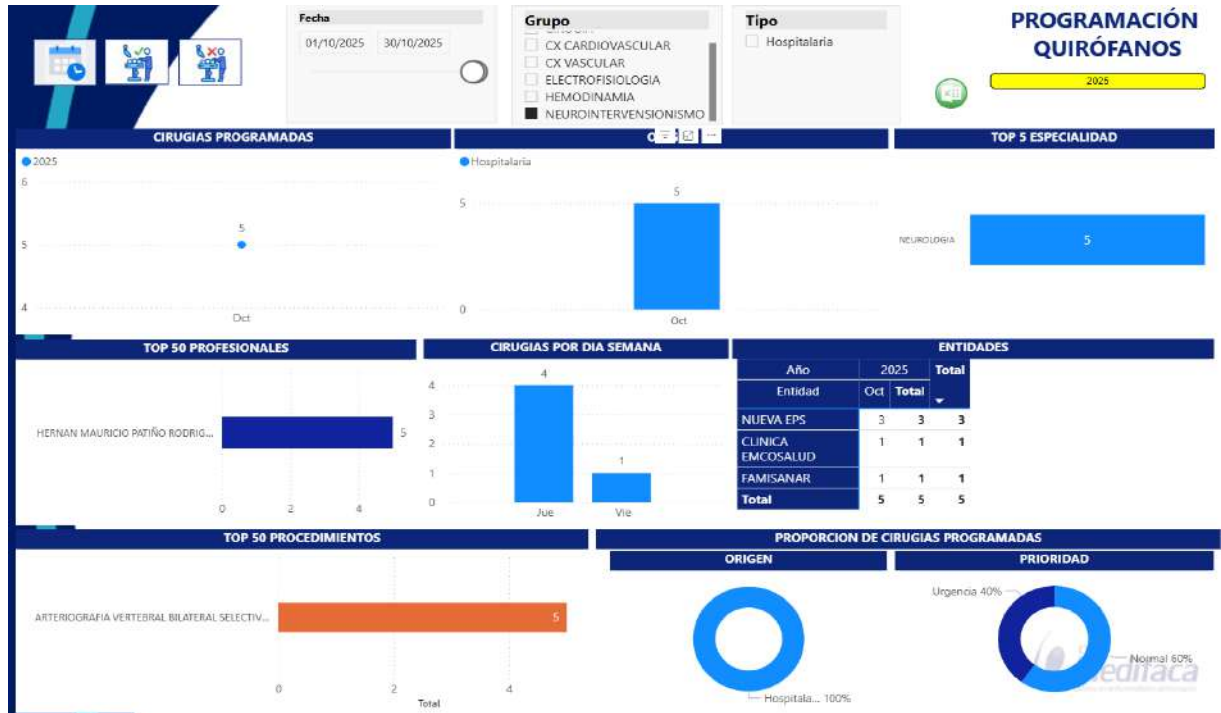 Fecha
01/10/2025 30/10/2025
Grupo
CX CARDIOVASCULAR
CX VASCULAR
ELECTROFISIOLOGIA
HEMODINAMIA
NEUROINTERVENSIONISMO
Tipo
Hospitalaria
PROGRAMACIÓN
QUIRÓFANOS
2025
CIRUGIAS PROGRAMADAS
2025
6
5
5
4
Oct
Hospitalaria
5
5
0
Oct
TOP 5 ESPECIALIDAD
NEUROLOGIA 5
TOP 50 PROFESIONALES
HERNAN MAURICIO PATIÑO RODRIG... 5
0 2 4
CIRUGIAS POR DIA SEMANA
4
4
3
2
1
1
0
Jue Vie
ENTIDADES
Año 2025 Total
Entidad Oct Total
NUEVA EPS 3 3 3
CLINICA EMCOSALUD 1 1 1
FAMISANAR 1 1 1
Total 5 5 5
TOP 50 PROCEDIMIENTOS
ARTERIOGRAFIA VERTEBRAL BILATERAL SELECTIV... 5
0 2 4
Total
PROPORCION DE CIRUGIAS PROGRAMADAS
ORIGEN
Hospitala... 100%
PRIORIDAD
Urgencia 40%
Normal 60%